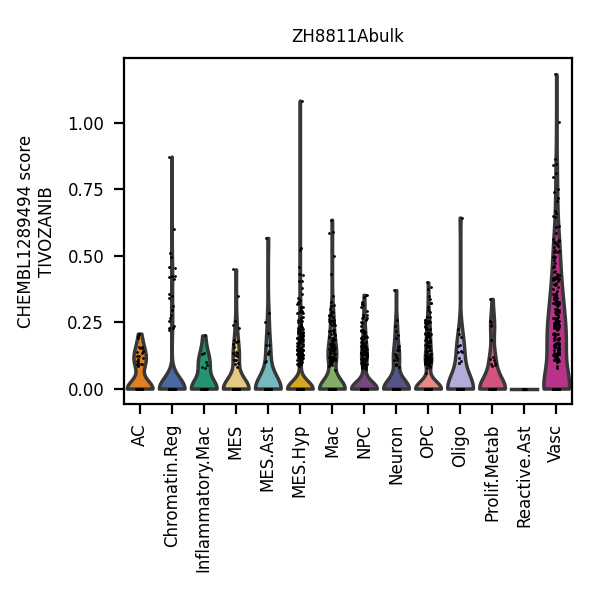 ZH8811Abulk
CHEMBL1289494 score
TIVOZANIB
1.00
0.75
0.50
0.25
0.00
AC
Chromatin.Reg
Inflammatory.Mac
MES
MES.Ast
MES.Hyp
Mac
NPC
Neuron
OPC
Oligo
Prolif.Metab
Reactive.Ast
Vasc